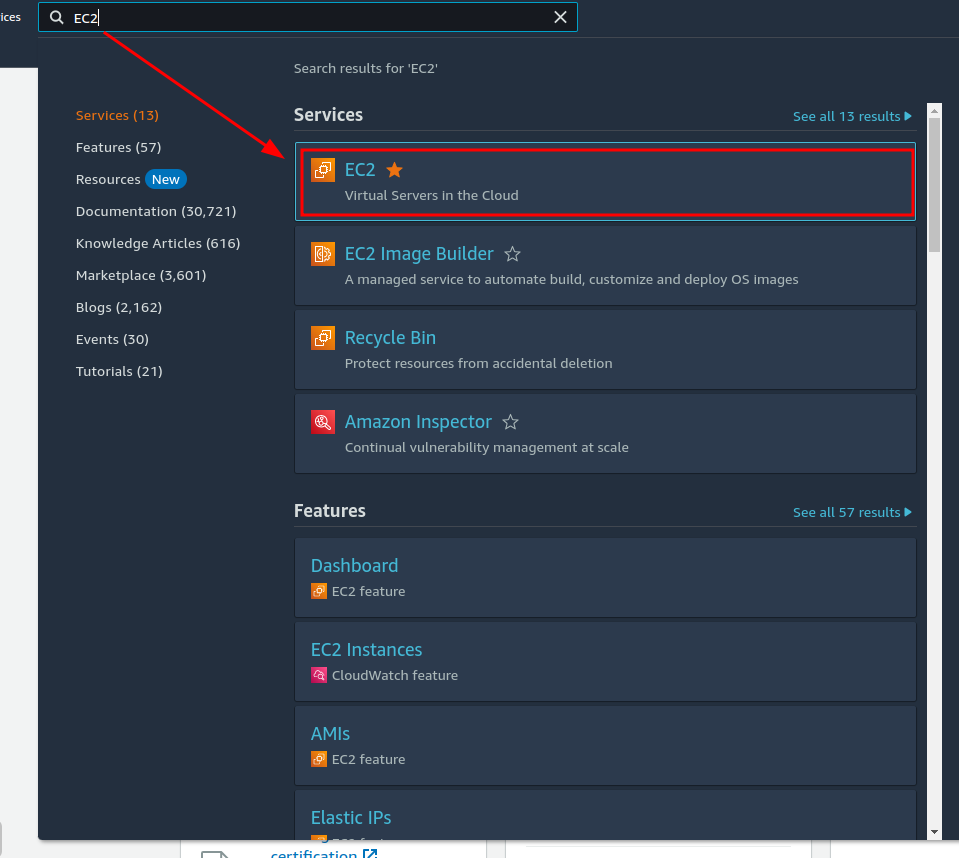 ices
EC2
Search results for 'EC2'
Services (13)
Features (57)
Resources New
Documentation (30,721)
Knowledge Articles (616)
Marketplace (3,601)
Blogs (2,162)
Events (30)
Tutorials (21)
Services
See all 13 results
EC2
Virtual Servers in the Cloud
EC2 Image Builder
A managed service to automate build, customize and deploy OS images
Recycle Bin
Protect resources from accidental deletion
Amazon Inspector
Continual vulnerability management at scale
Features
See all 57 results
Dashboard
EC2 feature
EC2 Instances
CloudWatch feature
AMIs
EC2 feature
Elastic IPs
certification